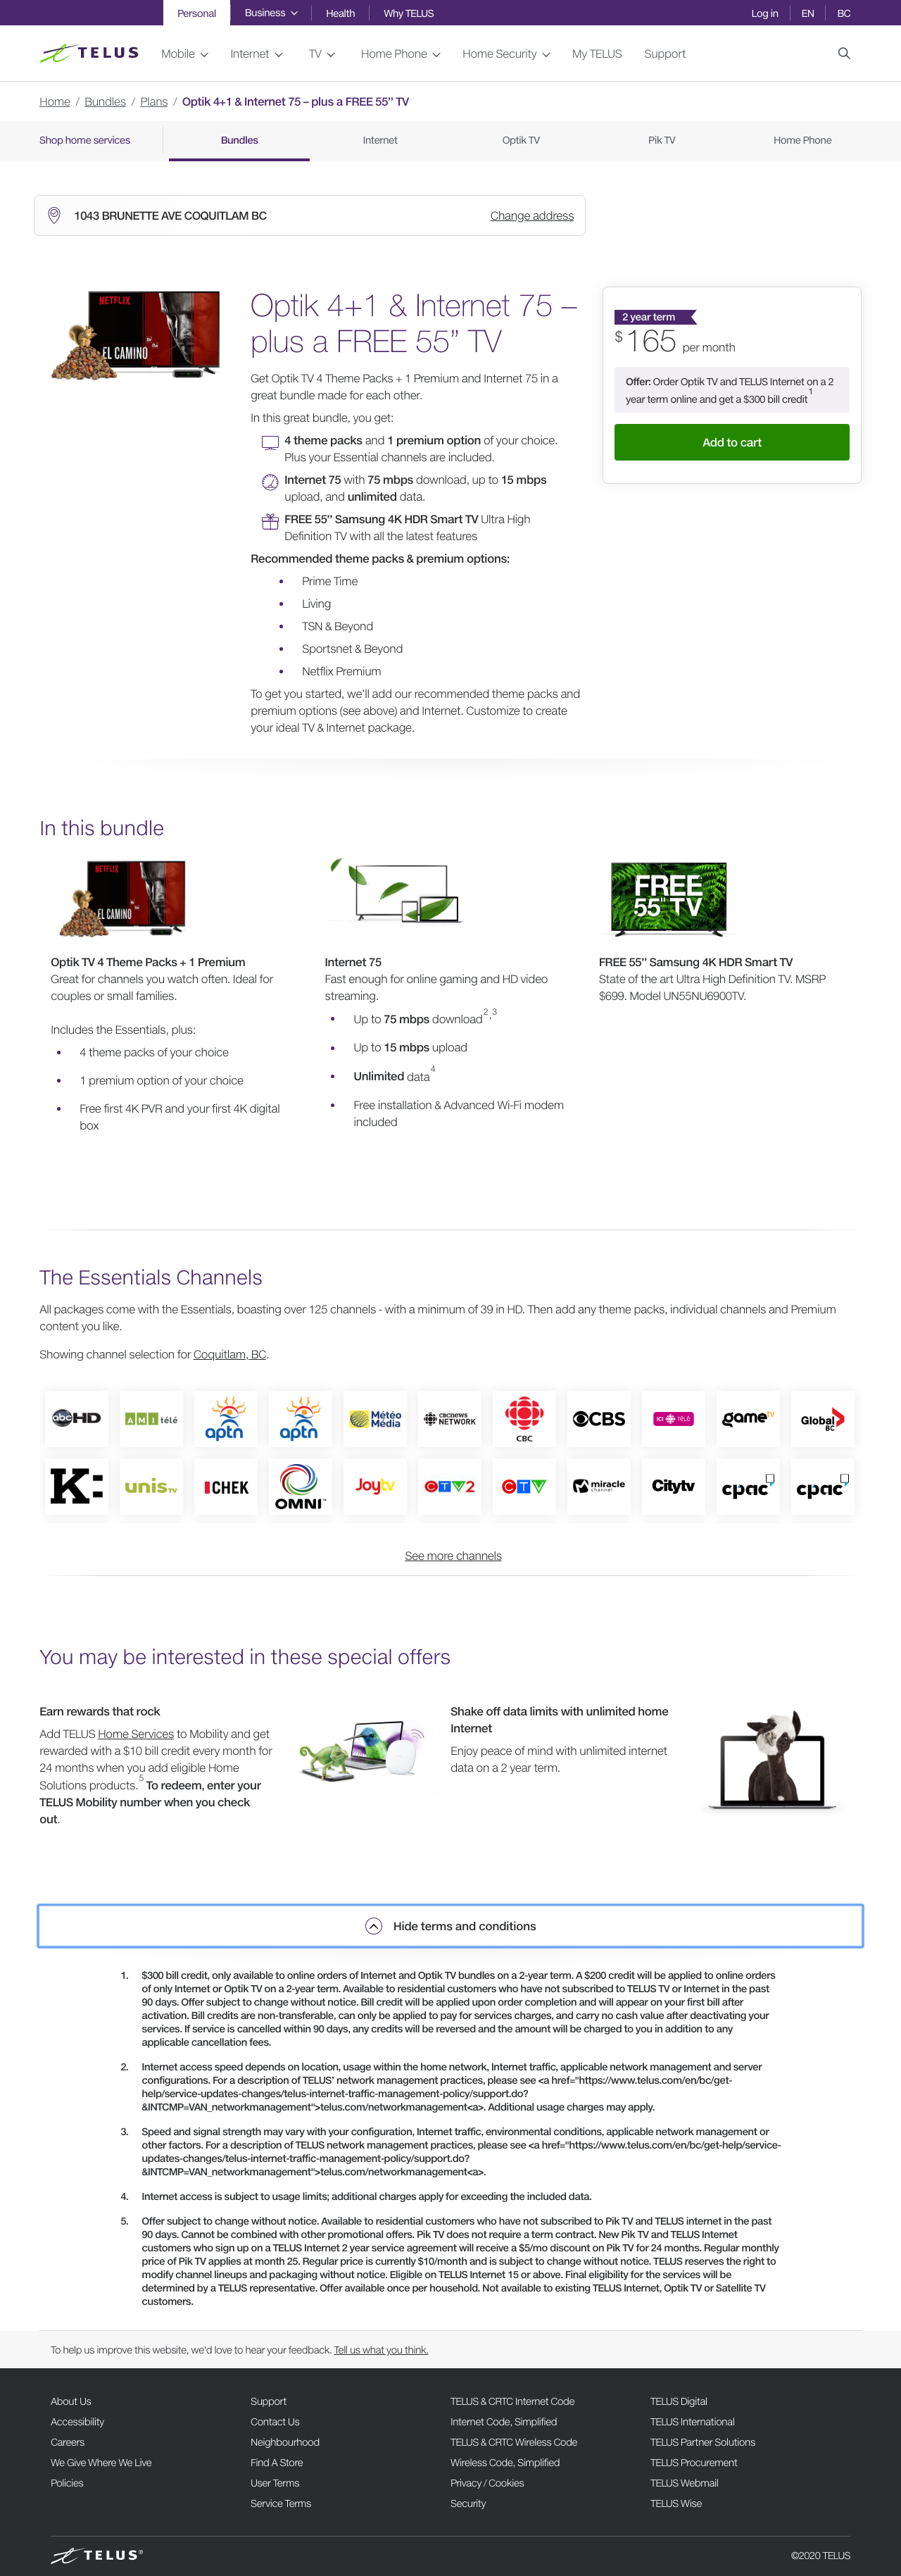 Personal Business Health Why TELUS Log in EN BC
TELUS Mobile Internet TV Home Phone Home Security My TELUS Support
Home / Bundles / Plans / Optik 4+1 & Internet 75 – plus a FREE 55” TV
Shop home services Bundles Internet Optik TV Pik TV Home Phone
1043 BRUNETTE AVE COQUITLAM BC Change address
NETFLIX
EL CAMINO
Optik 4+1 & Internet 75 –
plus a FREE 55” TV
Get Optik TV 4 Theme Packs + 1 Premium and Internet 75 in a
great bundle made for each other.
In this great bundle, you get:
4 theme packs and 1 premium option of your choice.
Plus your Essential channels are included.
Internet 75 with 75 mbps download, up to 15 mbps
upload, and unlimited data.
FREE 55” Samsung 4K HDR Smart TV Ultra High
Definition TV with all the latest features
Recommended theme packs & premium options:
• Prime Time
• Living
• TSN & Beyond
• Sportsnet & Beyond
• Netflix Premium
To get you started, we’ll add our recommended theme packs and
premium options (see above) and Internet. Customize to create
your ideal TV & Internet package.
2 year term
$165 per month
Offer: Order Optik TV and TELUS Internet on a 2
year term online and get a $300 bill credit1
Add to cart
In this bundle
NETFLIX
EL CAMINO
FREE
55" TV
Optik TV 4 Theme Packs + 1 Premium
Great for channels you watch often. Ideal for
couples or small families.
Includes the Essentials, plus:
• 4 theme packs of your choice
• 1 premium option of your choice
• Free first 4K PVR and your first 4K digital
box
Internet 75
Fast enough for online gaming and HD video
streaming.
• Up to 75 mbps download2,3
• Up to 15 mbps upload
• Unlimited data4
• Free installation & Advanced Wi-Fi modem
included
FREE 55” Samsung 4K HDR Smart TV
State of the art Ultra High Definition TV. MSRP
$699. Model UN55NU6900TV.
The Essentials Channels
All packages come with the Essentials, boasting over 125 channels - with a minimum of 39 in HD. Then add any theme packs, individual channels and Premium
content you like.
Showing channel selection for Coquitlam, BC.
abc HD AMI télé aptn aptn Météo Média CBC NEWS NETWORK CBC CBS game tv Global BC
K: unis TV CHEK OMNI™ Joytv CTV2 CTV miracle channel Citytv cpac cpac
See more channels
You may be interested in these special offers
Earn rewards that rock
Add TELUS Home Services to Mobility and get
rewarded with a $10 bill credit every month for
24 months when you add eligible Home
Solutions products.5 To redeem, enter your
TELUS Mobility number when you check
out.
Shake off data limits with unlimited home
Internet
Enjoy peace of mind with unlimited internet
data on a 2 year term.
Hide terms and conditions
1. $300 bill credit, only available to online orders of Internet and Optik TV bundles on a 2-year term. A $200 credit will be applied to online orders
of only Internet or Optik TV on a 2-year term. Available to residential customers who have not subscribed to TELUS TV or Internet in the past
90 days. Offer subject to change without notice. Bill credit will be applied upon order completion and will appear on your first bill after
activation. Bill credits are non-transferable, can only be applied to pay for services charges, and carry no cash value after deactivating your
services. If service is cancelled within 90 days, any credits will be reversed and the amount will be charged to you in addition to any
applicable cancellation fees.
2. Internet access speed depends on location, usage within the home network, Internet traffic, applicable network management and server
configurations. For a description of TELUS’ network management practices, please see <a href="https://www.telus.com/en/bc/get-
help/service-updates-changes/telus-internet-traffic-management-policy/support.do?
&INTCMP=VAN_networkmanagement">telus.com/networkmanagement<a>. Additional usage charges may apply.
3. Speed and signal strength may vary with your configuration, Internet traffic, environmental conditions, applicable network management or
other factors. For a description of TELUS network management practices, please see <a href="https://www.telus.com/en/bc/get-help/service-
updates-changes/telus-internet-traffic-management-policy/support.do?
&INTCMP=VAN_networkmanagement">telus.com/networkmanagement<a>.
4. Internet access is subject to usage limits; additional charges apply for exceeding the included data.
5. Offer subject to change without notice. Available to residential customers who have not subscribed to Pik TV and TELUS internet in the past
90 days. Cannot be combined with other promotional offers. Pik TV does not require a term contract. New Pik TV and TELUS Internet
customers who sign up on a TELUS Internet 2 year service agreement will receive a $5/mo discount on Pik TV for 24 months. Regular monthly
price of Pik TV applies at month 25. Regular price is currently $10/month and is subject to change without notice. TELUS reserves the right to
modify channel lineups and packaging without notice. Eligible on TELUS Internet 15 or above. Final eligibility for the services will be
determined by a TELUS representative. Offer available once per household. Not available to existing TELUS Internet, Optik TV or Satellite TV
customers.
To help us improve this website, we'd love to hear your feedback. Tell us what you think.
About Us
Accessibility
Careers
We Give Where We Live
Policies
Support
Contact Us
Neighbourhood
Find A Store
User Terms
Service Terms
TELUS & CRTC Internet Code
Internet Code, Simplified
TELUS & CRTC Wireless Code
Wireless Code, Simplified
Privacy / Cookies
Security
TELUS Digital
TELUS International
TELUS Partner Solutions
TELUS Procurement
TELUS Webmail
TELUS Wise
TELUS® ©2020 TELUS